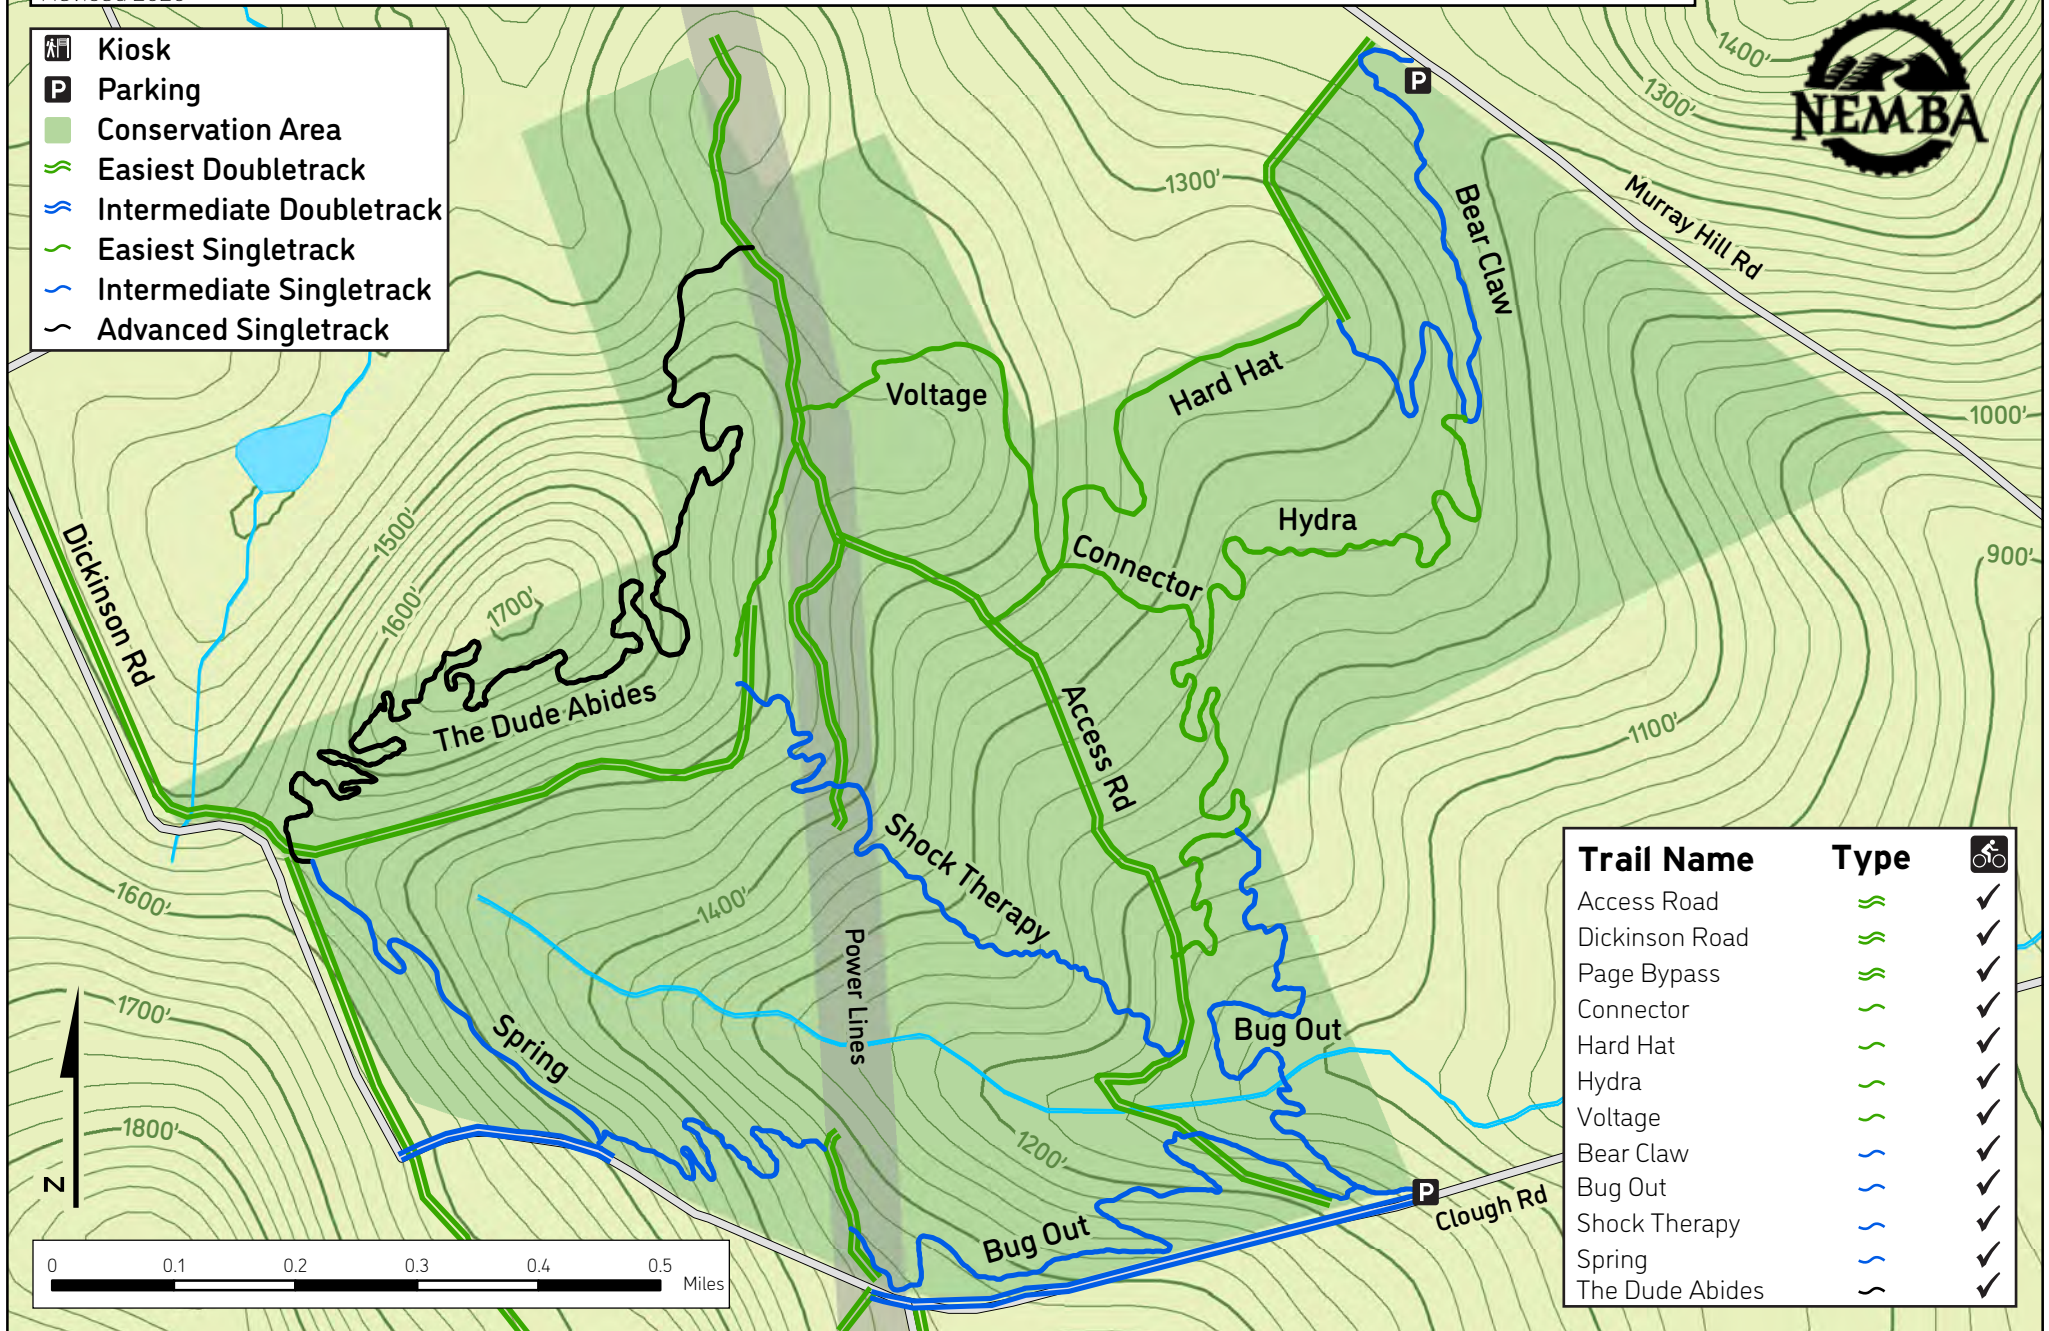 Kiosk
P Parking
Conservation Area
Easiest Doubletrack
Intermediate Doubletrack
Easiest Singletrack
Intermediate Singletrack
Advanced Singletrack
1400'
1300'
NEMBA
P
Murray Hill Rd
1300'
Bear Claw
Voltage
Hard Hat
1000'
1500'
Hydra
900'
Dickinson Rd
Connector
1600'
1700'
The Dude Abides
Access Rd
1100'
Shock Therapy
1600'
1400'
Power Lines
1700'
Spring
Bug Out
1800'
1200'
N
P
Clough Rd
Bug Out
0 0.1 0.2 0.3 0.4 0.5
Miles
Trail Name Type
Access Road
Dickinson Road
Page Bypass
Connector
Hard Hat
Hydra
Voltage
Bear Claw
Bug Out
Shock Therapy
Spring
The Dude Abides